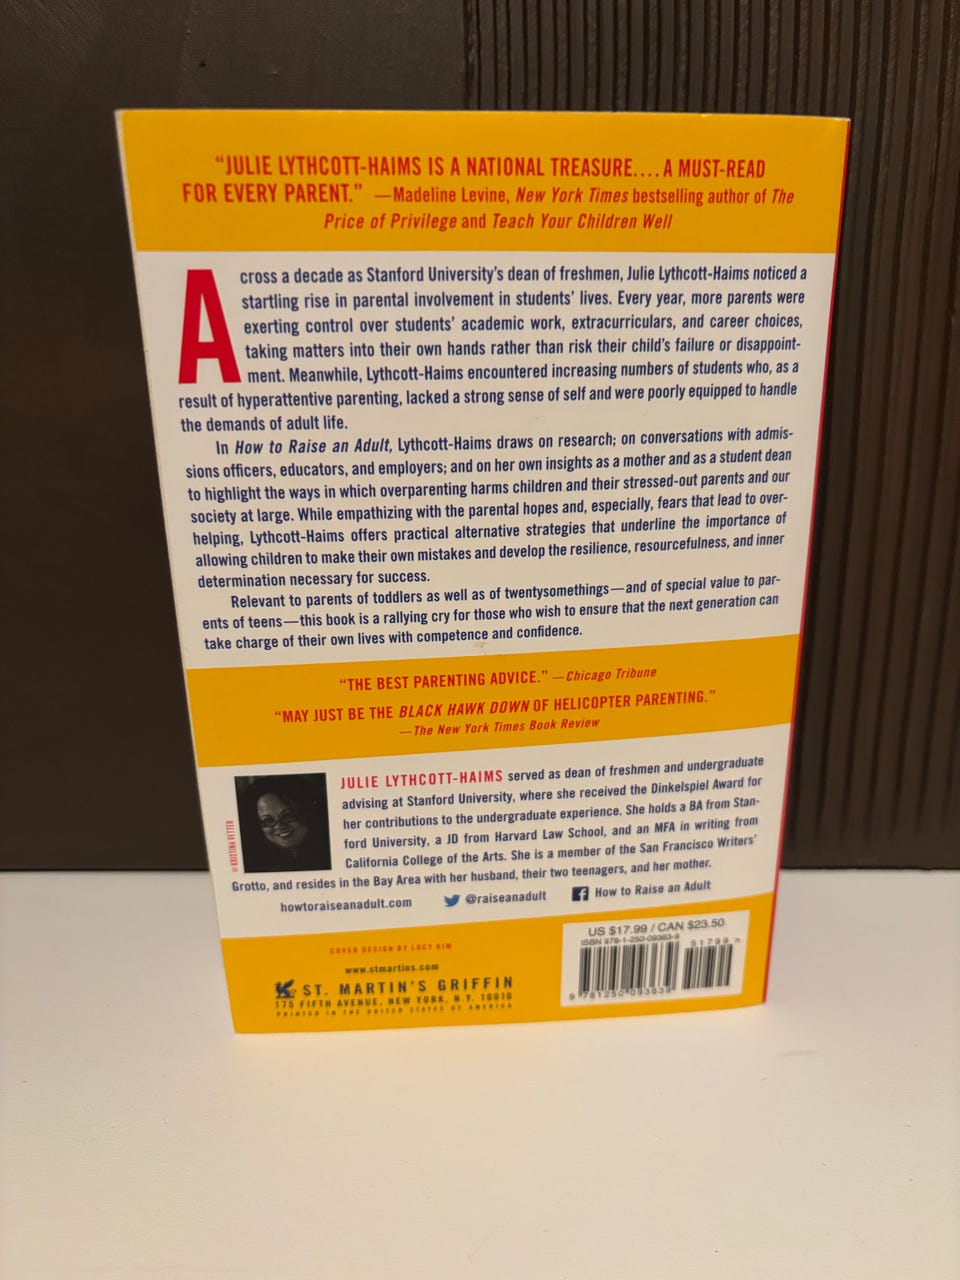 “JULIE LYTHCOTT-HAIMS IS A NATIONAL TREASURE.... A MUST-READ
FOR EVERY PARENT.” —Madeline Levine, New York Times bestselling author of The
Price of Privilege and Teach Your Children Well
Across a decade as Stanford University’s dean of freshmen, Julie Lythcott-Haims noticed a
startling rise in parental involvement in students’ lives. Every year, more parents were
exerting control over students’ academic work, extracurriculars, and career choices,
taking matters into their own hands rather than risk their child’s failure or disappoint-
ment. Meanwhile, Lythcott-Haims encountered increasing numbers of students who, as a
result of hyperattentive parenting, lacked a strong sense of self and were poorly equipped to handle
the demands of adult life.
In How to Raise an Adult, Lythcott-Haims draws on research; on conversations with admis-
sions officers, educators, and employers; and on her own insights as a mother and as a student dean
to highlight the ways in which overparenting harms children and their stressed-out parents and our
society at large. While empathizing with the parental hopes and, especially, fears that lead to over-
helping, Lythcott-Haims offers practical alternative strategies that underline the importance of
allowing children to make their own mistakes and develop the resilience, resourcefulness, and inner
determination necessary for success.
Relevant to parents of toddlers as well as of twentysomethings—and of special value to par-
ents of teens—this book is a rallying cry for those who wish to ensure that the next generation can
take charge of their own lives with competence and confidence.
“THE BEST PARENTING ADVICE.” —Chicago Tribune
“MAY JUST BE THE BLACK HAWK DOWN OF HELICOPTER PARENTING.”
—The New York Times Book Review
© KRISTINA VETTER
JULIE LYTHCOTT-HAIMS served as dean of freshmen and undergraduate
advising at Stanford University, where she received the Dinkelspiel Award for
her contributions to the undergraduate experience. She holds a BA from Stan-
ford University, a JD from Harvard Law School, and an MFA in writing from
California College of the Arts. She is a member of the San Francisco Writers’
Grotto, and resides in the Bay Area with her husband, their two teenagers, and her mother.
howtoraiseanadult.com @raiseanadult How to Raise an Adult
COVER DESIGN BY LUCY KIM
www.stmartins.com
ST. MARTIN’S GRIFFIN
175 FIFTH AVENUE, NEW YORK, N.Y. 10010
PRINTED IN THE UNITED STATES OF AMERICA
US $17.99 / CAN $23.50
ISBN 978-1-250-09363-9
51799 >
9 781250 093639